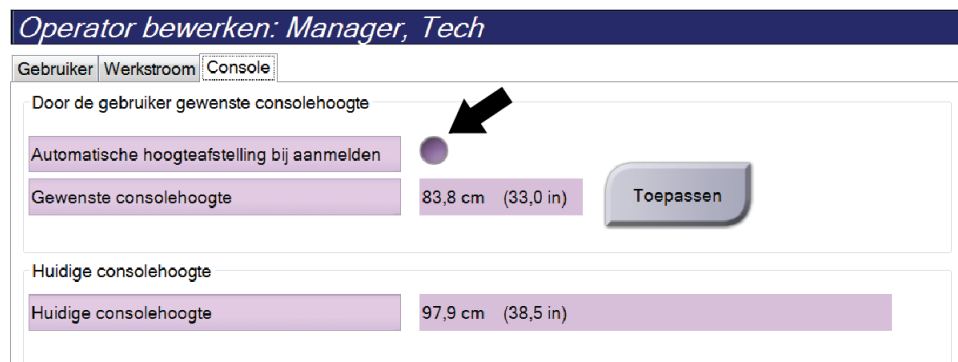 Operator bewerken: Manager, Tech
Gebruiker Werkstroom Console
Door de gebruiker gewenste consolehoogte
Automatische hoogteafstelling bij aanmelden
Gewenste consolehoogte 83,8 cm (33,0 in) Toepassen
Huidige consolehoogte
Huidige consolehoogte 97,9 cm (38,5 in)